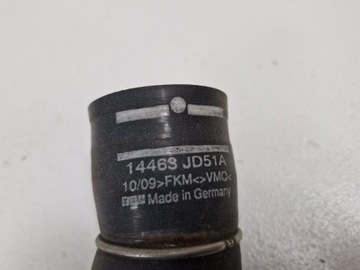 14463 JD51A
10/09>FKM<>VMQ<
Made in Germany